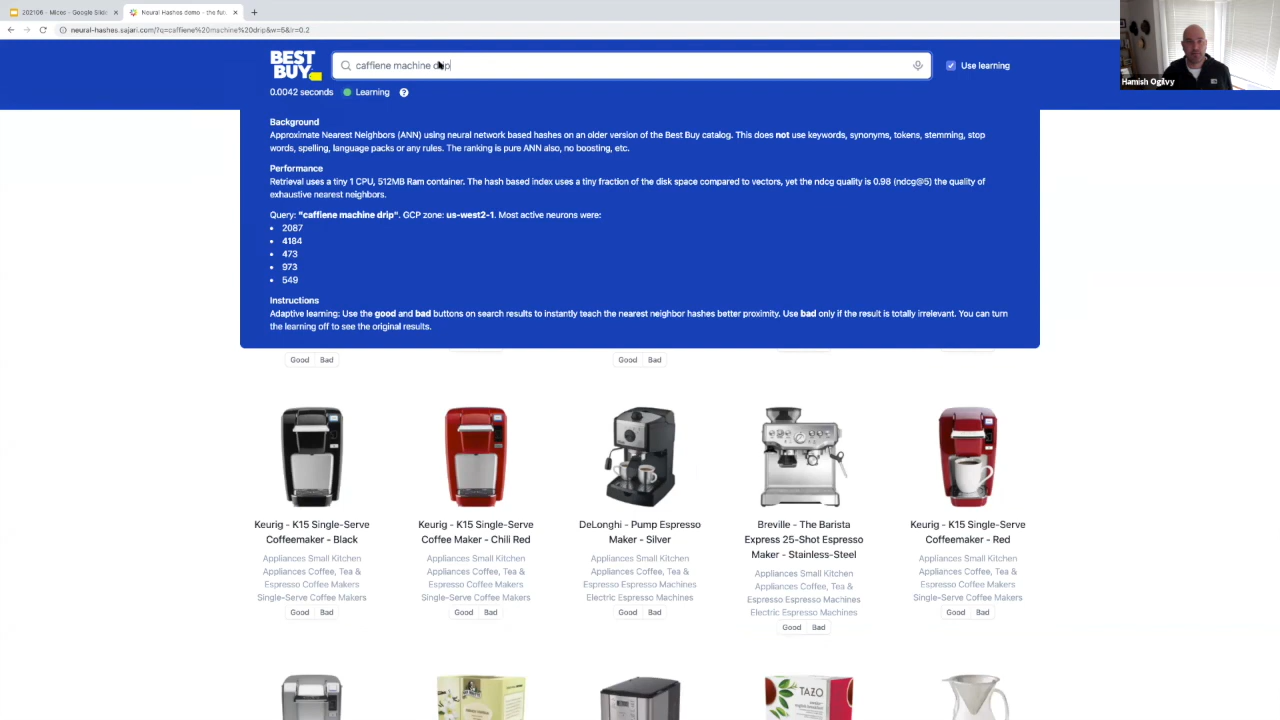 202106 - Mices - Google Slide
Neural Hashes demo - the fut
neural-hashes.sajari.com/?q=caffiene%20machine%20drip&w=5&lr=0.2
Hamish Ogilvy
BEST
BUY
caffiene machine drip
Use learning
0.0042 seconds
Learning
Background
Approximate Nearest Neighbors (ANN) using neural network based hashes on an older version of the Best Buy catalog. This does not use keywords, synonyms, tokens, stemming, stop
words, spelling, language packs or any rules. The ranking is pure ANN also, no boosting, etc.
Performance
Retrieval uses a tiny 1 CPU, 512MB Ram container. The hash based index uses a tiny fraction of the disk space compared to vectors, yet the ndcg quality is 0.98 (ndcg@5) the quality of
exhaustive nearest neighbors.
Query: "caffiene machine drip". GCP zone: us-west2-1. Most active neurons were:
2087
4184
473
973
549
Instructions
Adaptive learning: Use the good and bad buttons on search results to instantly teach the nearest neighbor hashes better proximity. Use bad only if the result is totally irrelevant. You can turn
the learning off to see the original results.
Good Bad
Good Bad
Keurig - K15 Single-Serve
Coffeemaker - Black
Appliances Small Kitchen
Appliances Coffee, Tea &
Espresso Coffee Makers
Single-Serve Coffee Makers
Good Bad
Keurig - K15 Single-Serve
Coffee Maker - Chili Red
Appliances Small Kitchen
Appliances Coffee, Tea &
Espresso Coffee Makers
Single-Serve Coffee Makers
Good Bad
DeLonghi - Pump Espresso
Maker - Silver
Appliances Small Kitchen
Appliances Coffee, Tea &
Espresso Espresso Machines
Electric Espresso Machines
Good Bad
Breville - The Barista
Express 25-Shot Espresso
Maker - Stainless-Steel
Appliances Small Kitchen
Appliances Coffee, Tea &
Espresso Espresso Machines
Electric Espresso Machines
Good Bad
Keurig - K15 Single-Serve
Coffeemaker - Red
Appliances Small Kitchen
Appliances Coffee, Tea &
Espresso Coffee Makers
Single-Serve Coffee Makers
Good Bad
TAZO